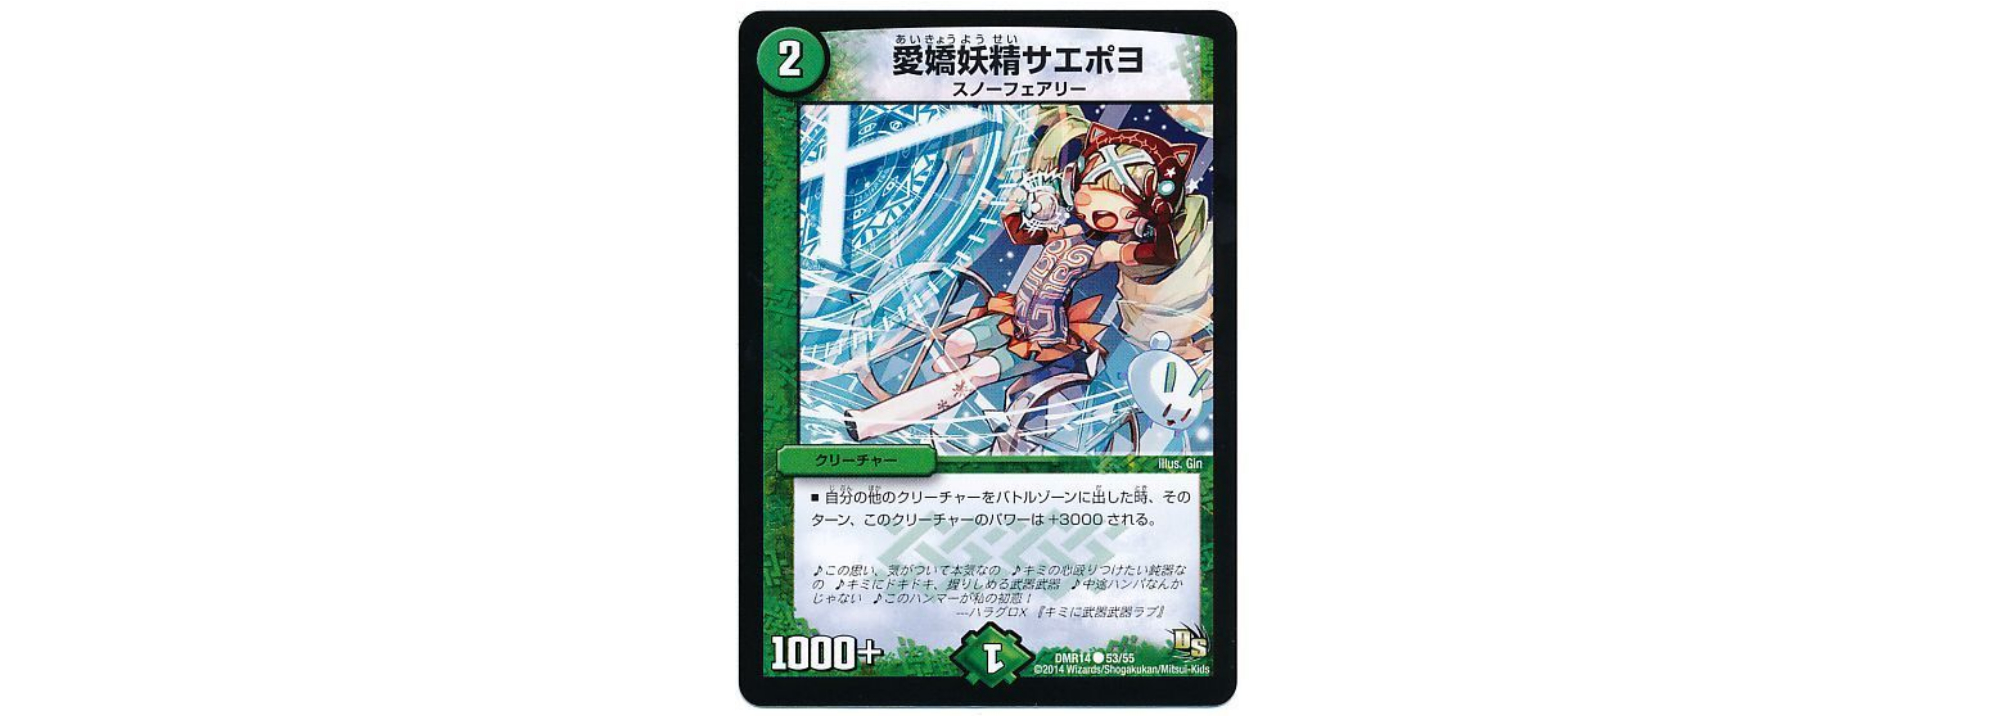 2
あいきょうようせい
愛嬌妖精サエポヨ
スノーフェアリー
クリーチャー
illus. Gin
■ 自分の他のクリーチャーをバトルゾーンに出した時、その
ターン、このクリーチャーのパワーは +3000 される。
♪この思い、気がついて本気なの ♪キミの心殴りつけたい鈍器な
の ♪キミにドキドキ、握りしめる武器武器 ♪中途ハンパなんか
じゃない ♪このハンマーが私の初恋！
---ハラグロX 『キミに武器武器ラブ』
1000+
1
DS
DMR14 ● 53/55
©2014 Wizards/Shogakukan/Mitsui-Kids